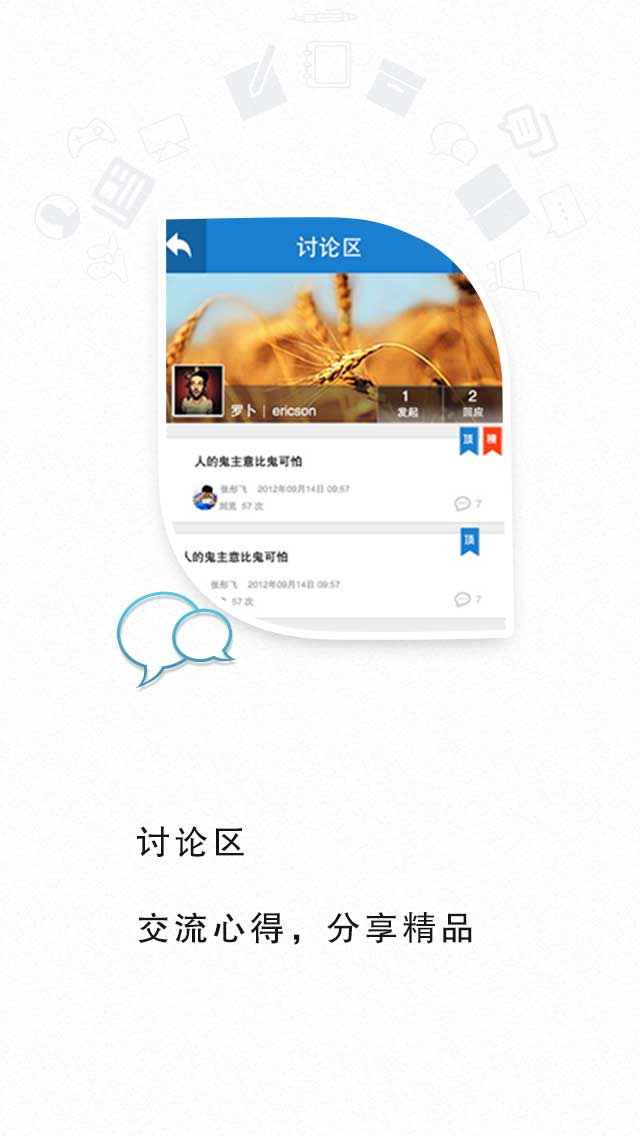 讨论区
罗卜 | ericson
1
发起
2
回应
顶
精
人的鬼主意比鬼可怕
张彤飞 2012年09月14日 09:57
浏览 57 次
7
顶
人的鬼主意比鬼可怕
张彤飞 2012年09月14日 09:57
57 次
7
讨论区
交流心得，分享精品